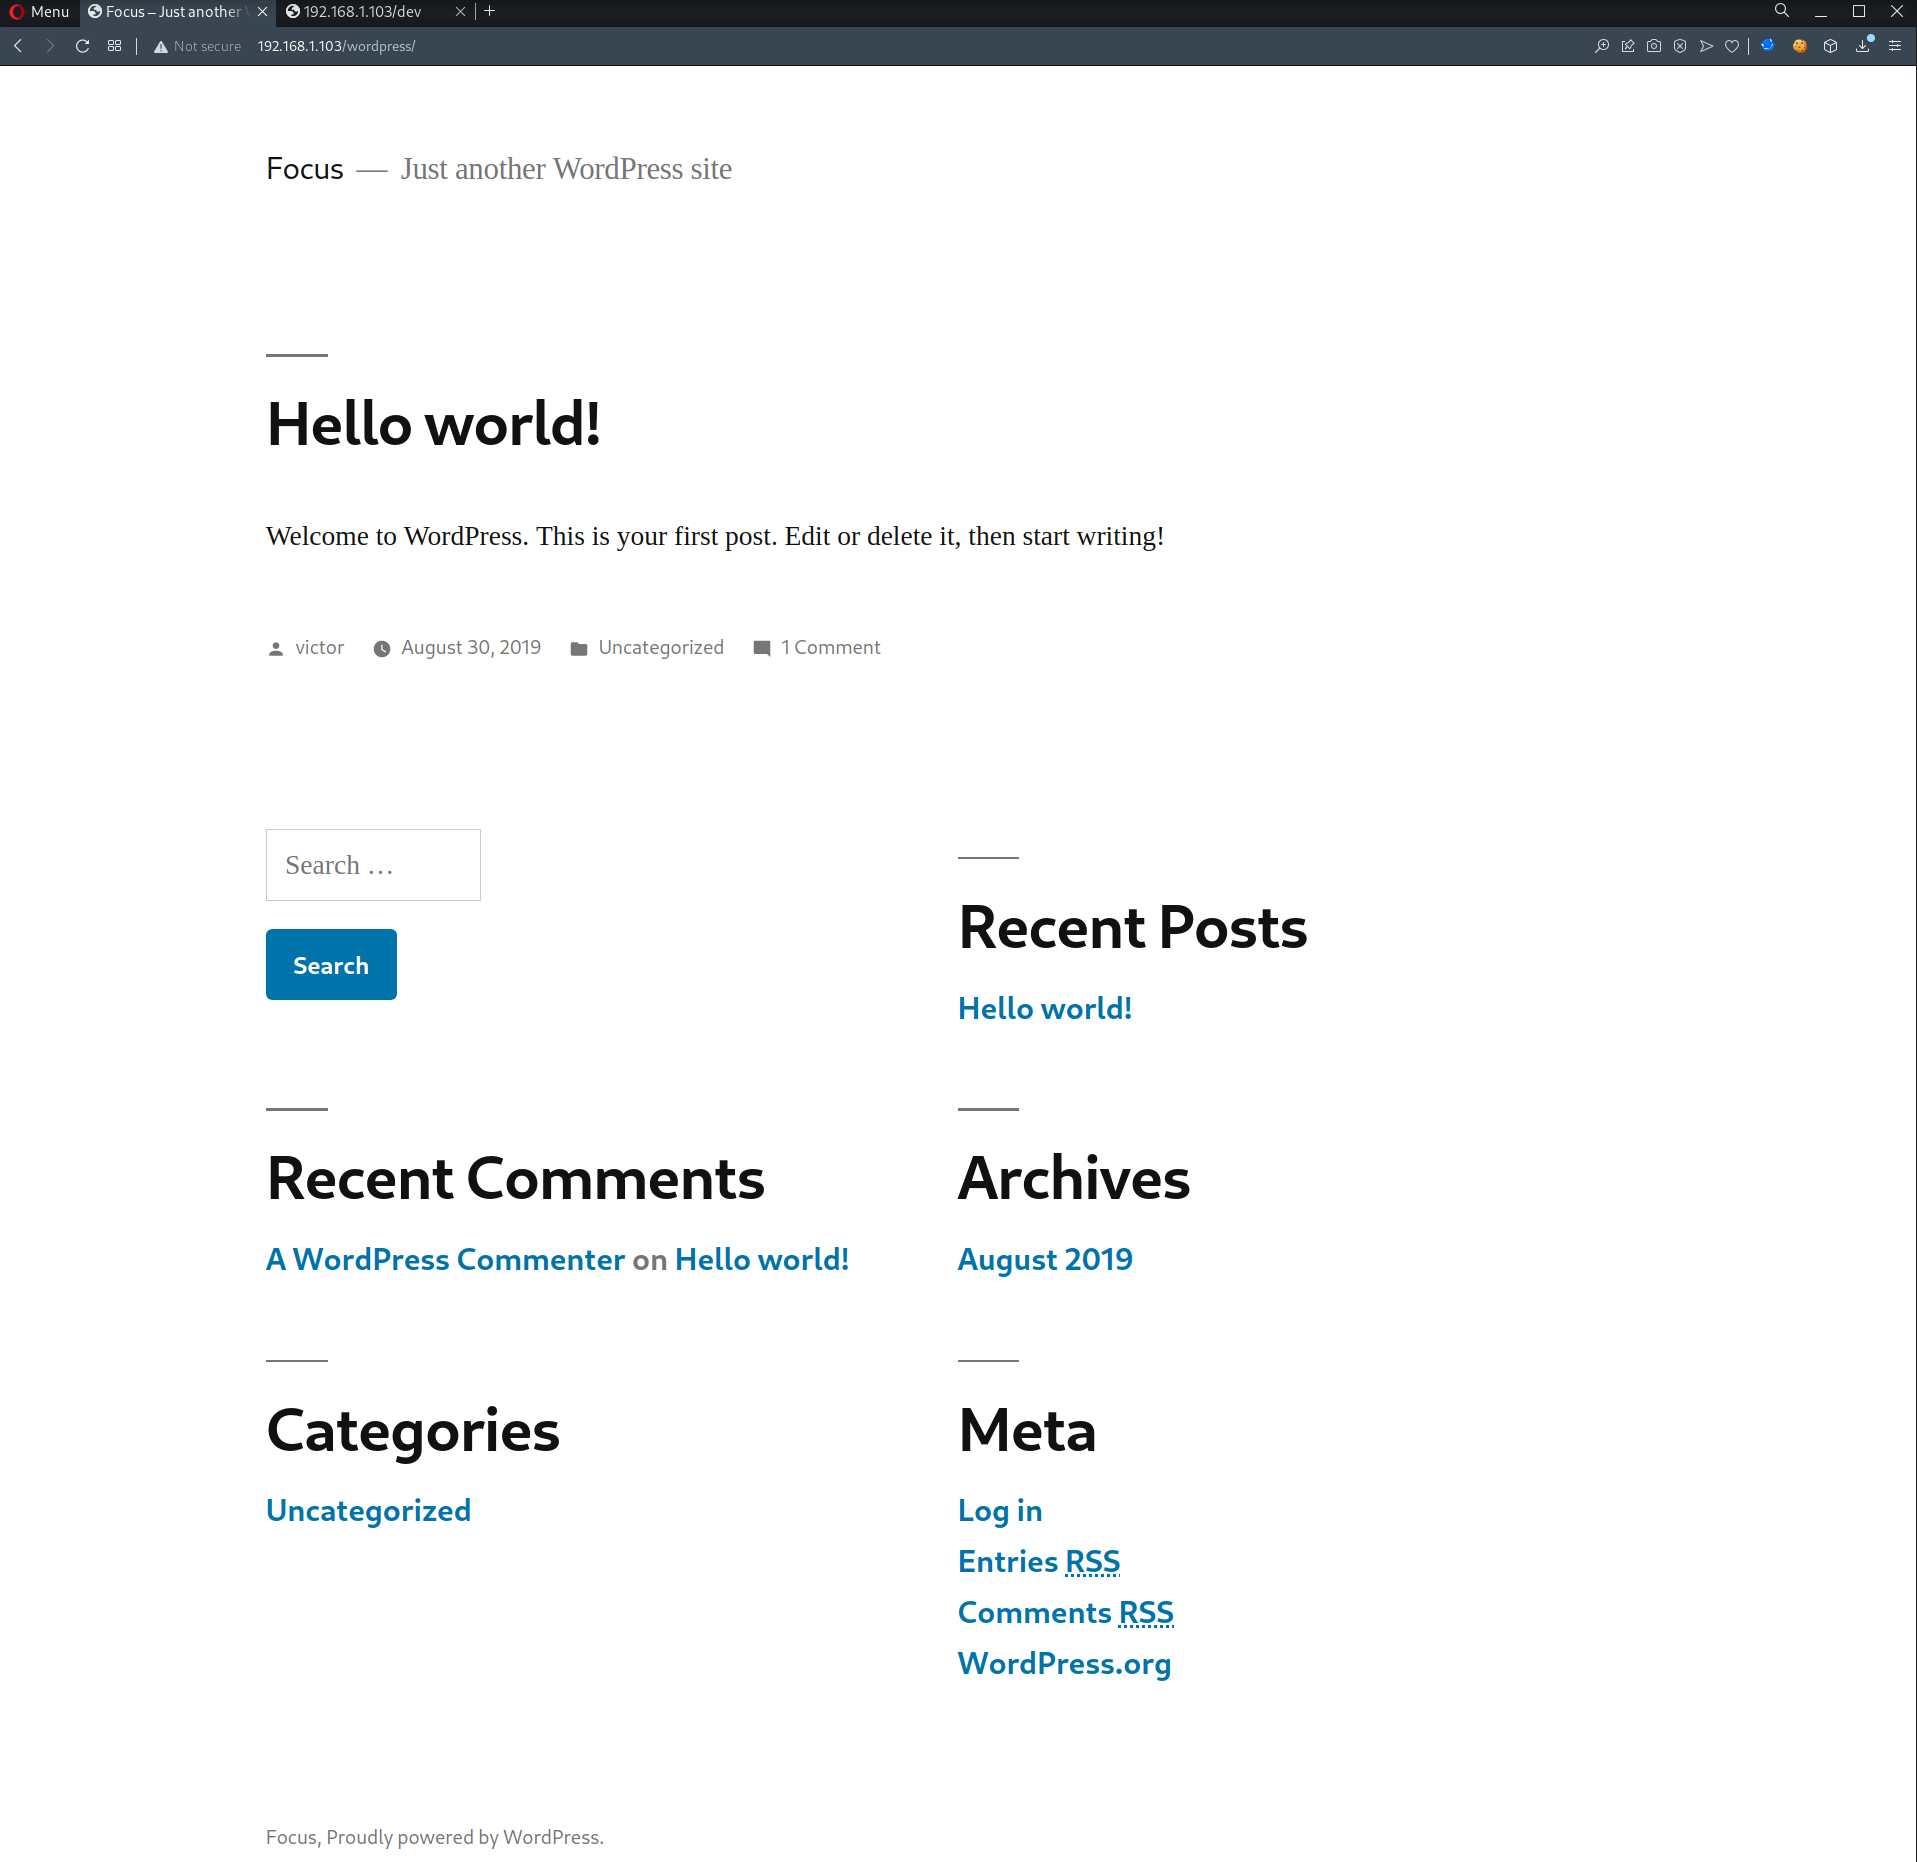 Menu
Focus – Just another
192.168.1.103/dev
Not secure 192.168.1.103/wordpress/
Focus — Just another WordPress site
Hello world!
Welcome to WordPress. This is your first post. Edit or delete it, then start writing!
victor August 30, 2019 Uncategorized 1 Comment
Search …
Search
Recent Posts
Hello world!
Recent Comments
A WordPress Commenter on Hello world!
Archives
August 2019
Categories
Uncategorized
Meta
Log in
Entries RSS
Comments RSS
WordPress.org
Focus, Proudly powered by WordPress.